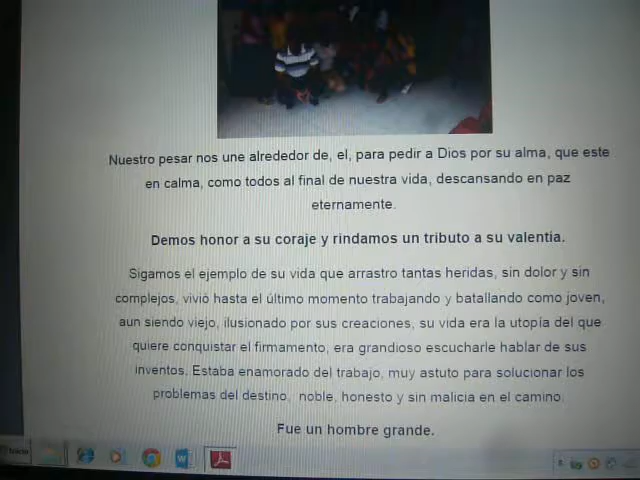 Nuestro pesar nos une alrededor de, el, para pedir a Dios por su alma, que este
en calma, como todos al final de nuestra vida, descansando en paz
eternamente.
Demos honor a su coraje y rindamos un tributo a su valentia.
Sigamos el ejemplo de su vida que arrastro tantas heridas, sin dolor y sin
complejos, vivió hasta el último momento trabajando y batallando como joven,
aun siendo viejo, ilusionado por sus creaciones, su vida era la utopía del que
quiere conquistar el firmamento, era grandioso escucharle hablar de sus
inventos. Estaba enamorado del trabajo, muy astuto para solucionar los
problemas del destino, noble, honesto y sin malicia en el camino.
Fue un hombre grande.
Inicio